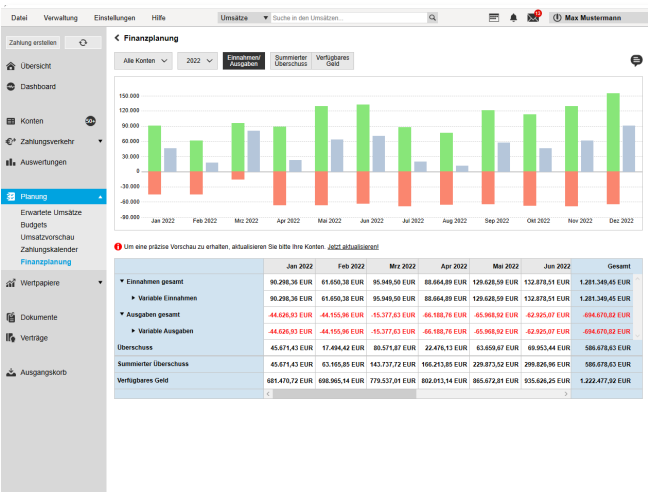 Datei Verwaltung Einstellungen Hilfe Umsätze Suche in den Umsätzen... Max Mustermann
Zahlung erstellen
Übersicht
Dashboard
Konten 50+
Zahlungsverkehr
Auswertungen
Planung
Erwartete Umsätze
Budgets
Umsatzvorschau
Zahlungskalender
Finanzplanung
Wertpapiere
Dokumente
Verträge
Ausgangskorb
Finanzplanung
Alle Konten 2022 Einnahmen/ Ausgaben Summierter Überschuss Verfügbares Geld
150.000
120.000
90.000
60.000
30.000
0
-30.000
-60.000
-90.000
Jan 2022 Feb 2022 Mrz 2022 Apr 2022 Mai 2022 Jun 2022 Jul 2022 Aug 2022 Sep 2022 Okt 2022 Nov 2022 Dez 2022
Um eine präzise Vorschau zu erhalten, aktualisieren Sie bitte Ihre Konten. Jetzt aktualisieren!
Jan 2022 Feb 2022 Mrz 2022 Apr 2022 Mai 2022 Jun 2022 Gesamt
Einnahmen gesamt 90.298,36 EUR 61.650,38 EUR 95.949,50 EUR 88.664,89 EUR 129.628,59 EUR 132.878,51 EUR 1.281.349,45 EUR
Variable Einnahmen 90.298,36 EUR 61.650,38 EUR 95.949,50 EUR 88.664,89 EUR 129.628,59 EUR 132.878,51 EUR 1.281.349,45 EUR
Ausgaben gesamt -44.626,93 EUR -44.155,96 EUR -15.377,63 EUR -66.188,76 EUR -65.968,92 EUR -62.925,07 EUR -694.670,82 EUR
Variable Ausgaben -44.626,93 EUR -44.155,96 EUR -15.377,63 EUR -66.188,76 EUR -65.968,92 EUR -62.925,07 EUR -694.670,82 EUR
Überschuss 45.671,43 EUR 17.494,42 EUR 80.571,87 EUR 22.476,13 EUR 63.659,67 EUR 69.953,44 EUR 586.678,63 EUR
Summierter Überschuss 45.671,43 EUR 63.165,85 EUR 143.737,72 EUR 166.213,85 EUR 229.873,52 EUR 299.826,96 EUR 586.678,63 EUR
Verfügbares Geld 681.470,72 EUR 698.965,14 EUR 779.537,01 EUR 802.013,14 EUR 865.672,81 EUR 935.626,25 EUR 1.222.477,92 EUR